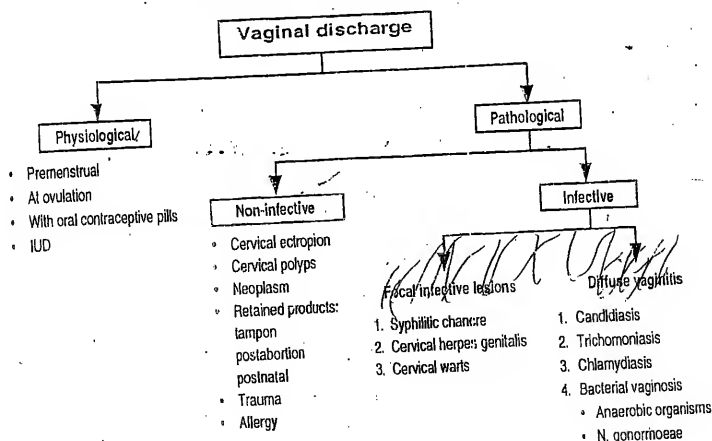 Vaginal discharge
Physiological
Pathological
• Premenstrual
• At ovulation
• With oral contraceptive pills
• IUD
Non-infective
Infective
• Cervical ectropion
• Cervical polyps
• Neoplasm
• Retained products:
tampon
postabortion
postnatal
• Trauma
• Allergy
Focal infective lesions
1. Syphilitic chancre
2. Cervical herpes genitalis
3. Cervical warts
Diffuse vaginitis
1. Candidiasis
2. Trichomoniasis
3. Chlamydiasis
4. Bacterial vaginosis
• Anaerobic organisms
• N. gonorrhoeae